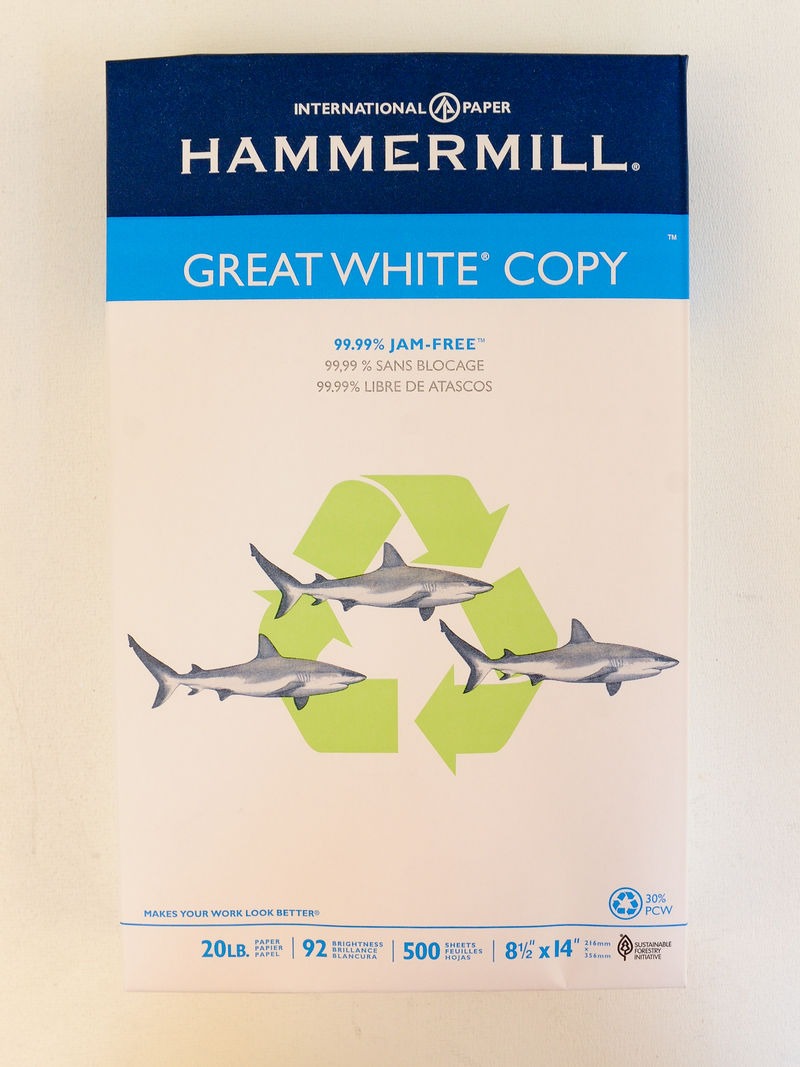 INTERNATIONAL PAPER
HAMMERMILL®
™
GREAT WHITE® COPY
99.99% JAM-FREE™
99,99 % SANS BLOCAGE
99.99% LIBRE DE ATASCOS
30%
PCW
MAKES YOUR WORK LOOK BETTER®
20LB. PAPER PAPIER PAPEL
92 BRIGHTNESS BRILLANCE BLANCURA
500 SHEETS FEUILLES HOJAS
8½" x 14" 216mm x 356mm
SUSTAINABLE
FORESTRY
INITIATIVE